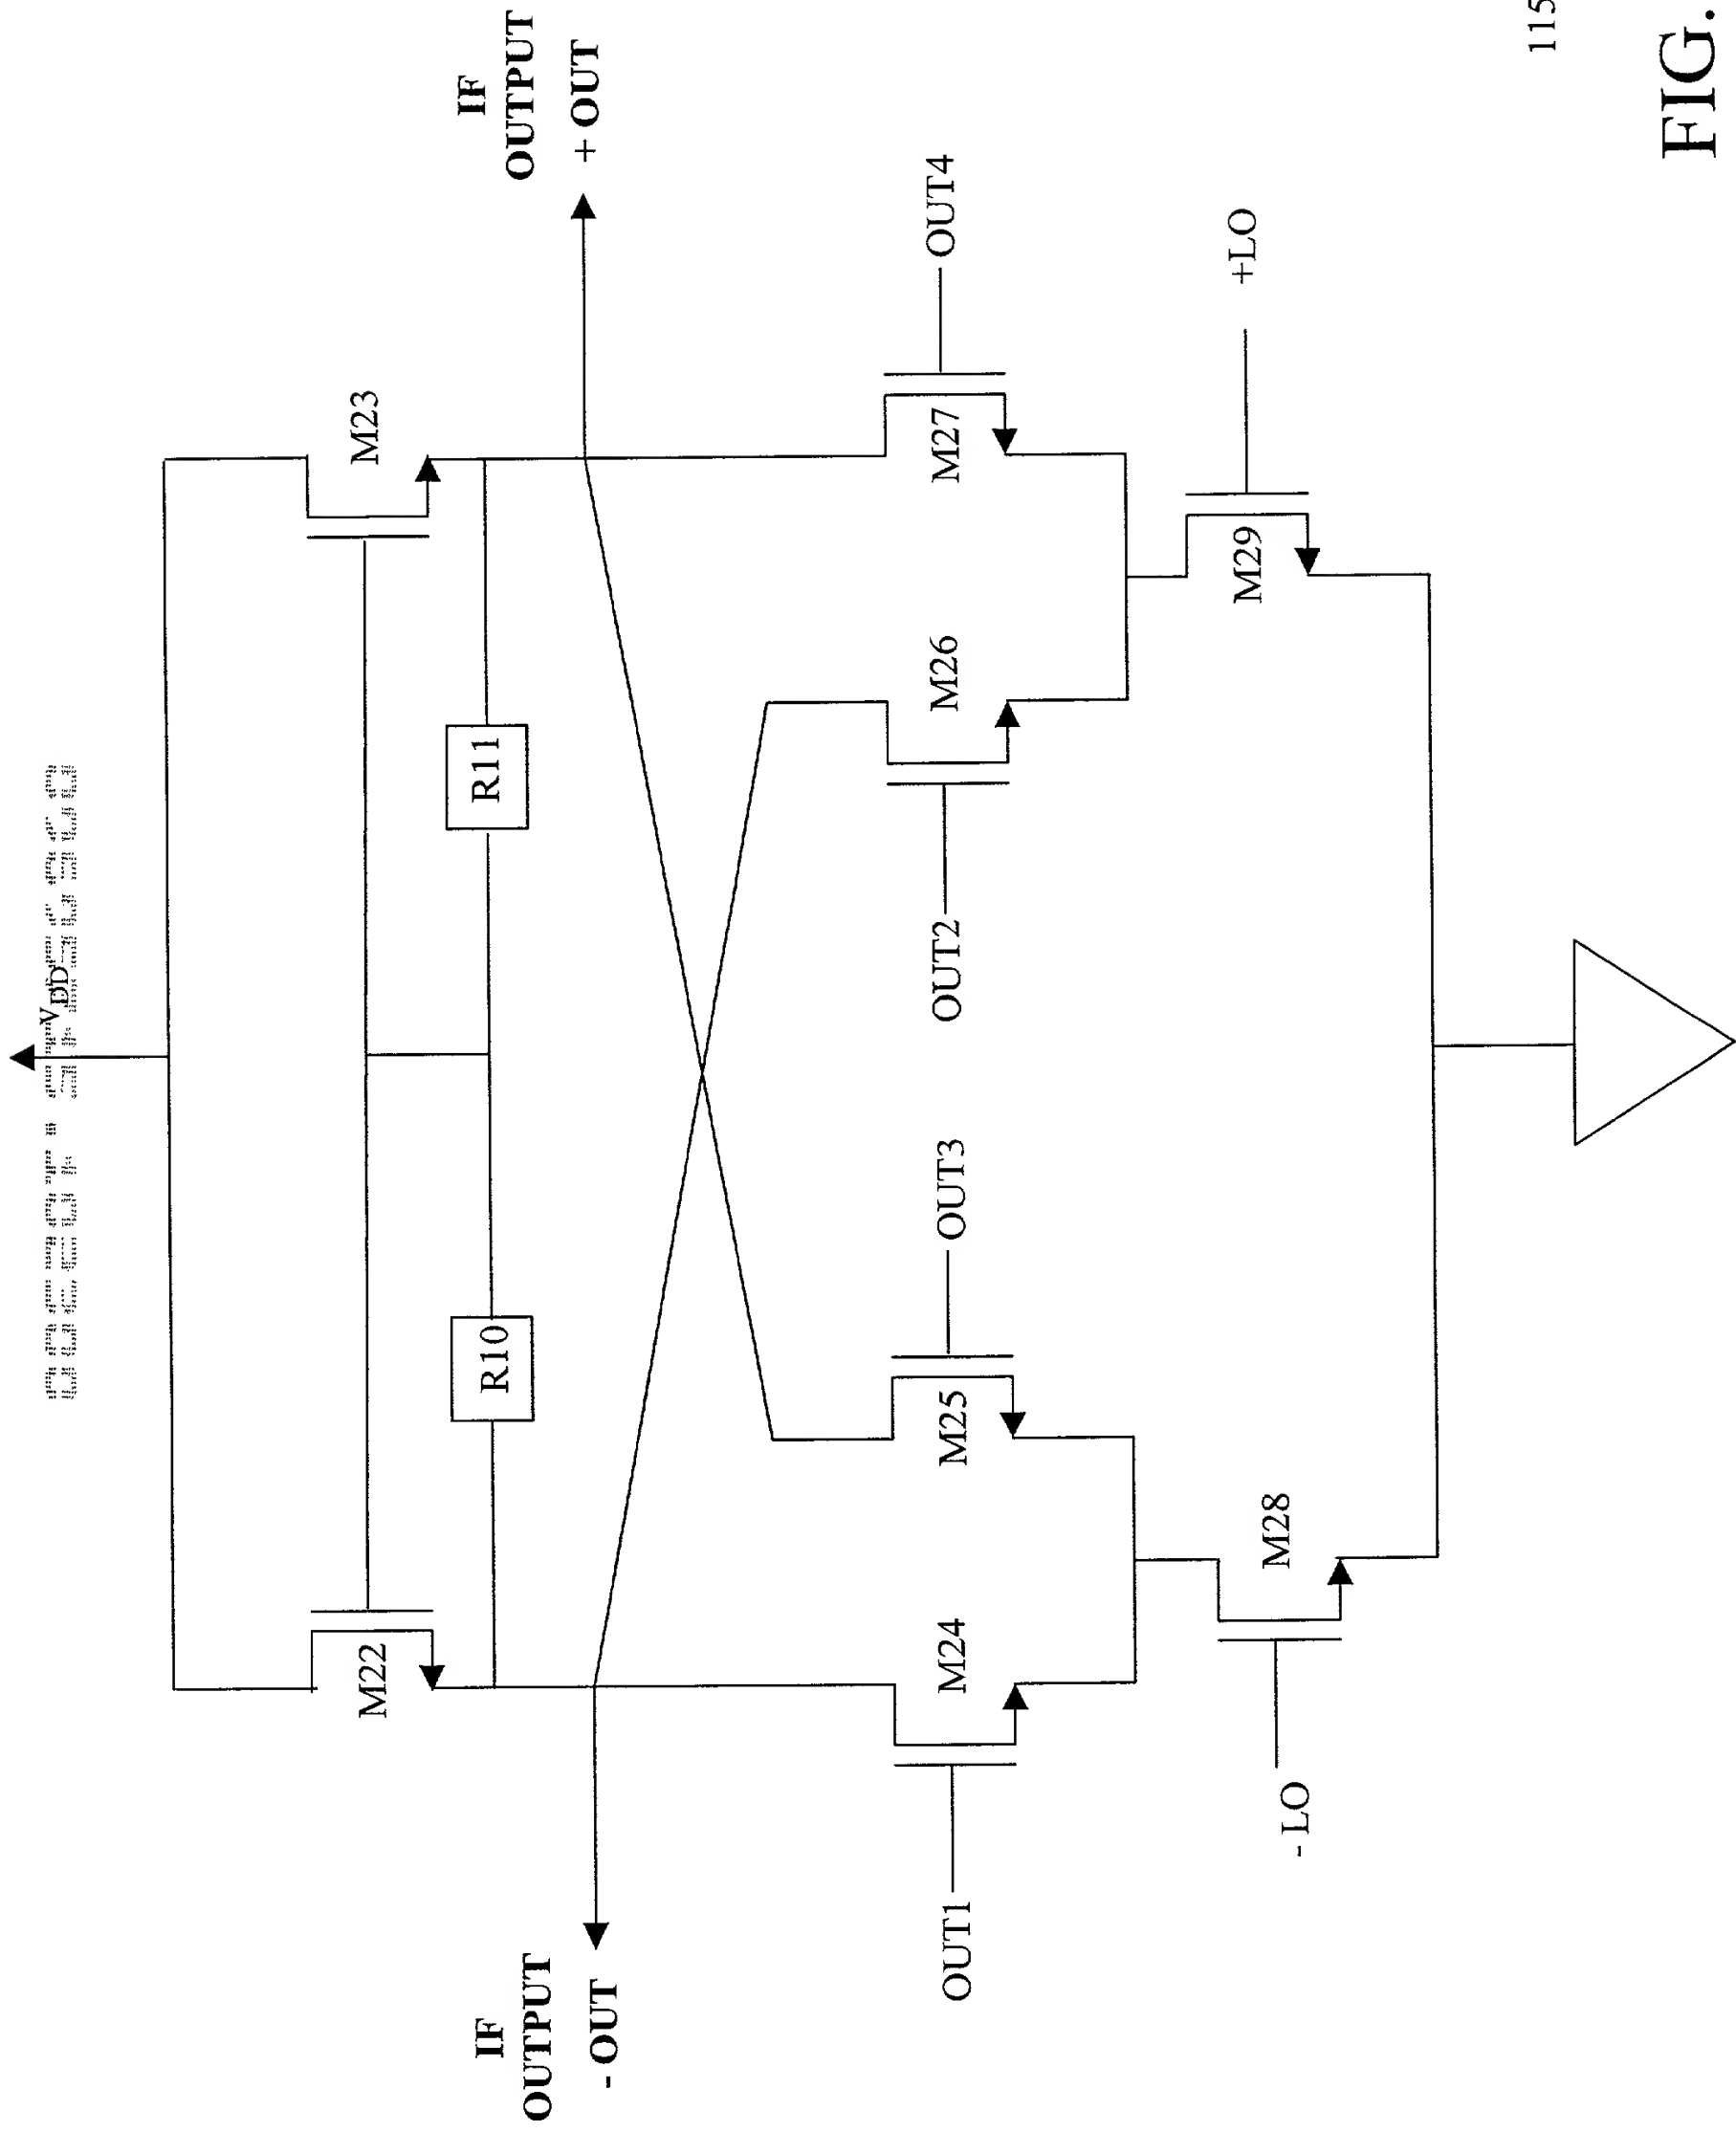 V DD
M22
M23
R10
R11
IF
OUTPUT
- OUT
IF
OUTPUT
+ OUT
OUT1
M24
M25
OUT3
OUT2
M26
M27
OUT4
- LO
M28
M29
+LO
115
FIG.